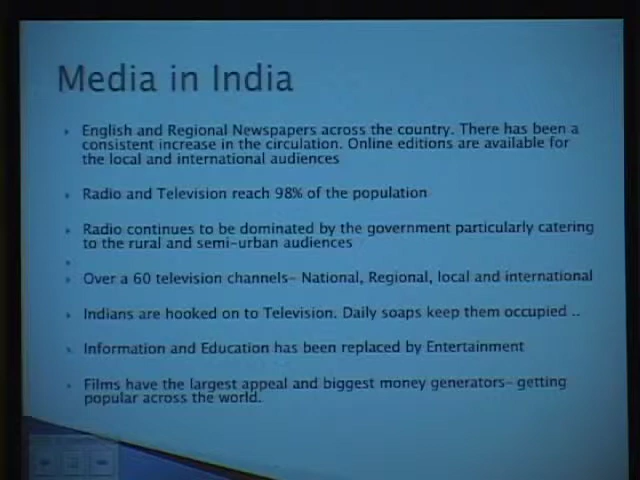 Media in India
English and Regional Newspapers across the country. There has been a
consistent increase in the circulation. Online editions are available for
the local and international audiences
Radio and Television reach 98% of the population
Radio continues to be dominated by the government particularly catering
to the rural and semi-urban audiences
Over a 60 television channels- National, Regional, local and international
Indians are hooked on to Television. Daily soaps keep them occupied ..
Information and Education has been replaced by Entertainment
Films have the largest appeal and biggest money generators- getting
popular across the world.